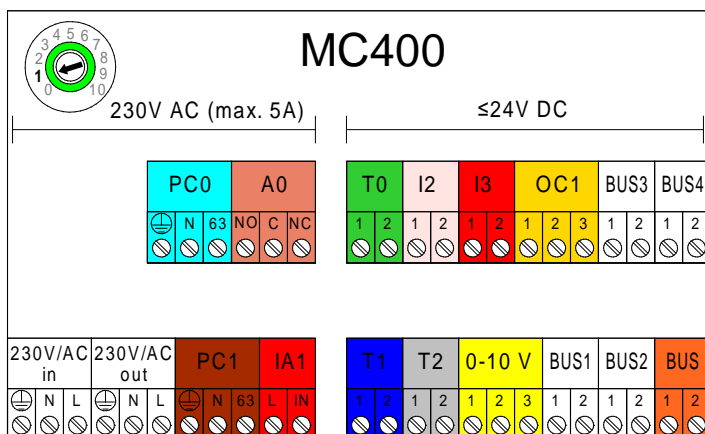 MC400
0 1 2 3 4 5 6 7 8 9 10
230V AC (max. 5A) ≤24V DC
PC0 A0 T0 I2 I3 OC1 BUS3 BUS4
N 63 NO C NC 1 2 1 2 1 2 1 2 3 1 2 1 2
230V/AC in 230V/AC out PC1 IA1 T1 T2 0-10 V BUS1 BUS2 BUS
N L N L N 63 L IN 1 2 1 2 1 2 3 1 2 1 2 1 2